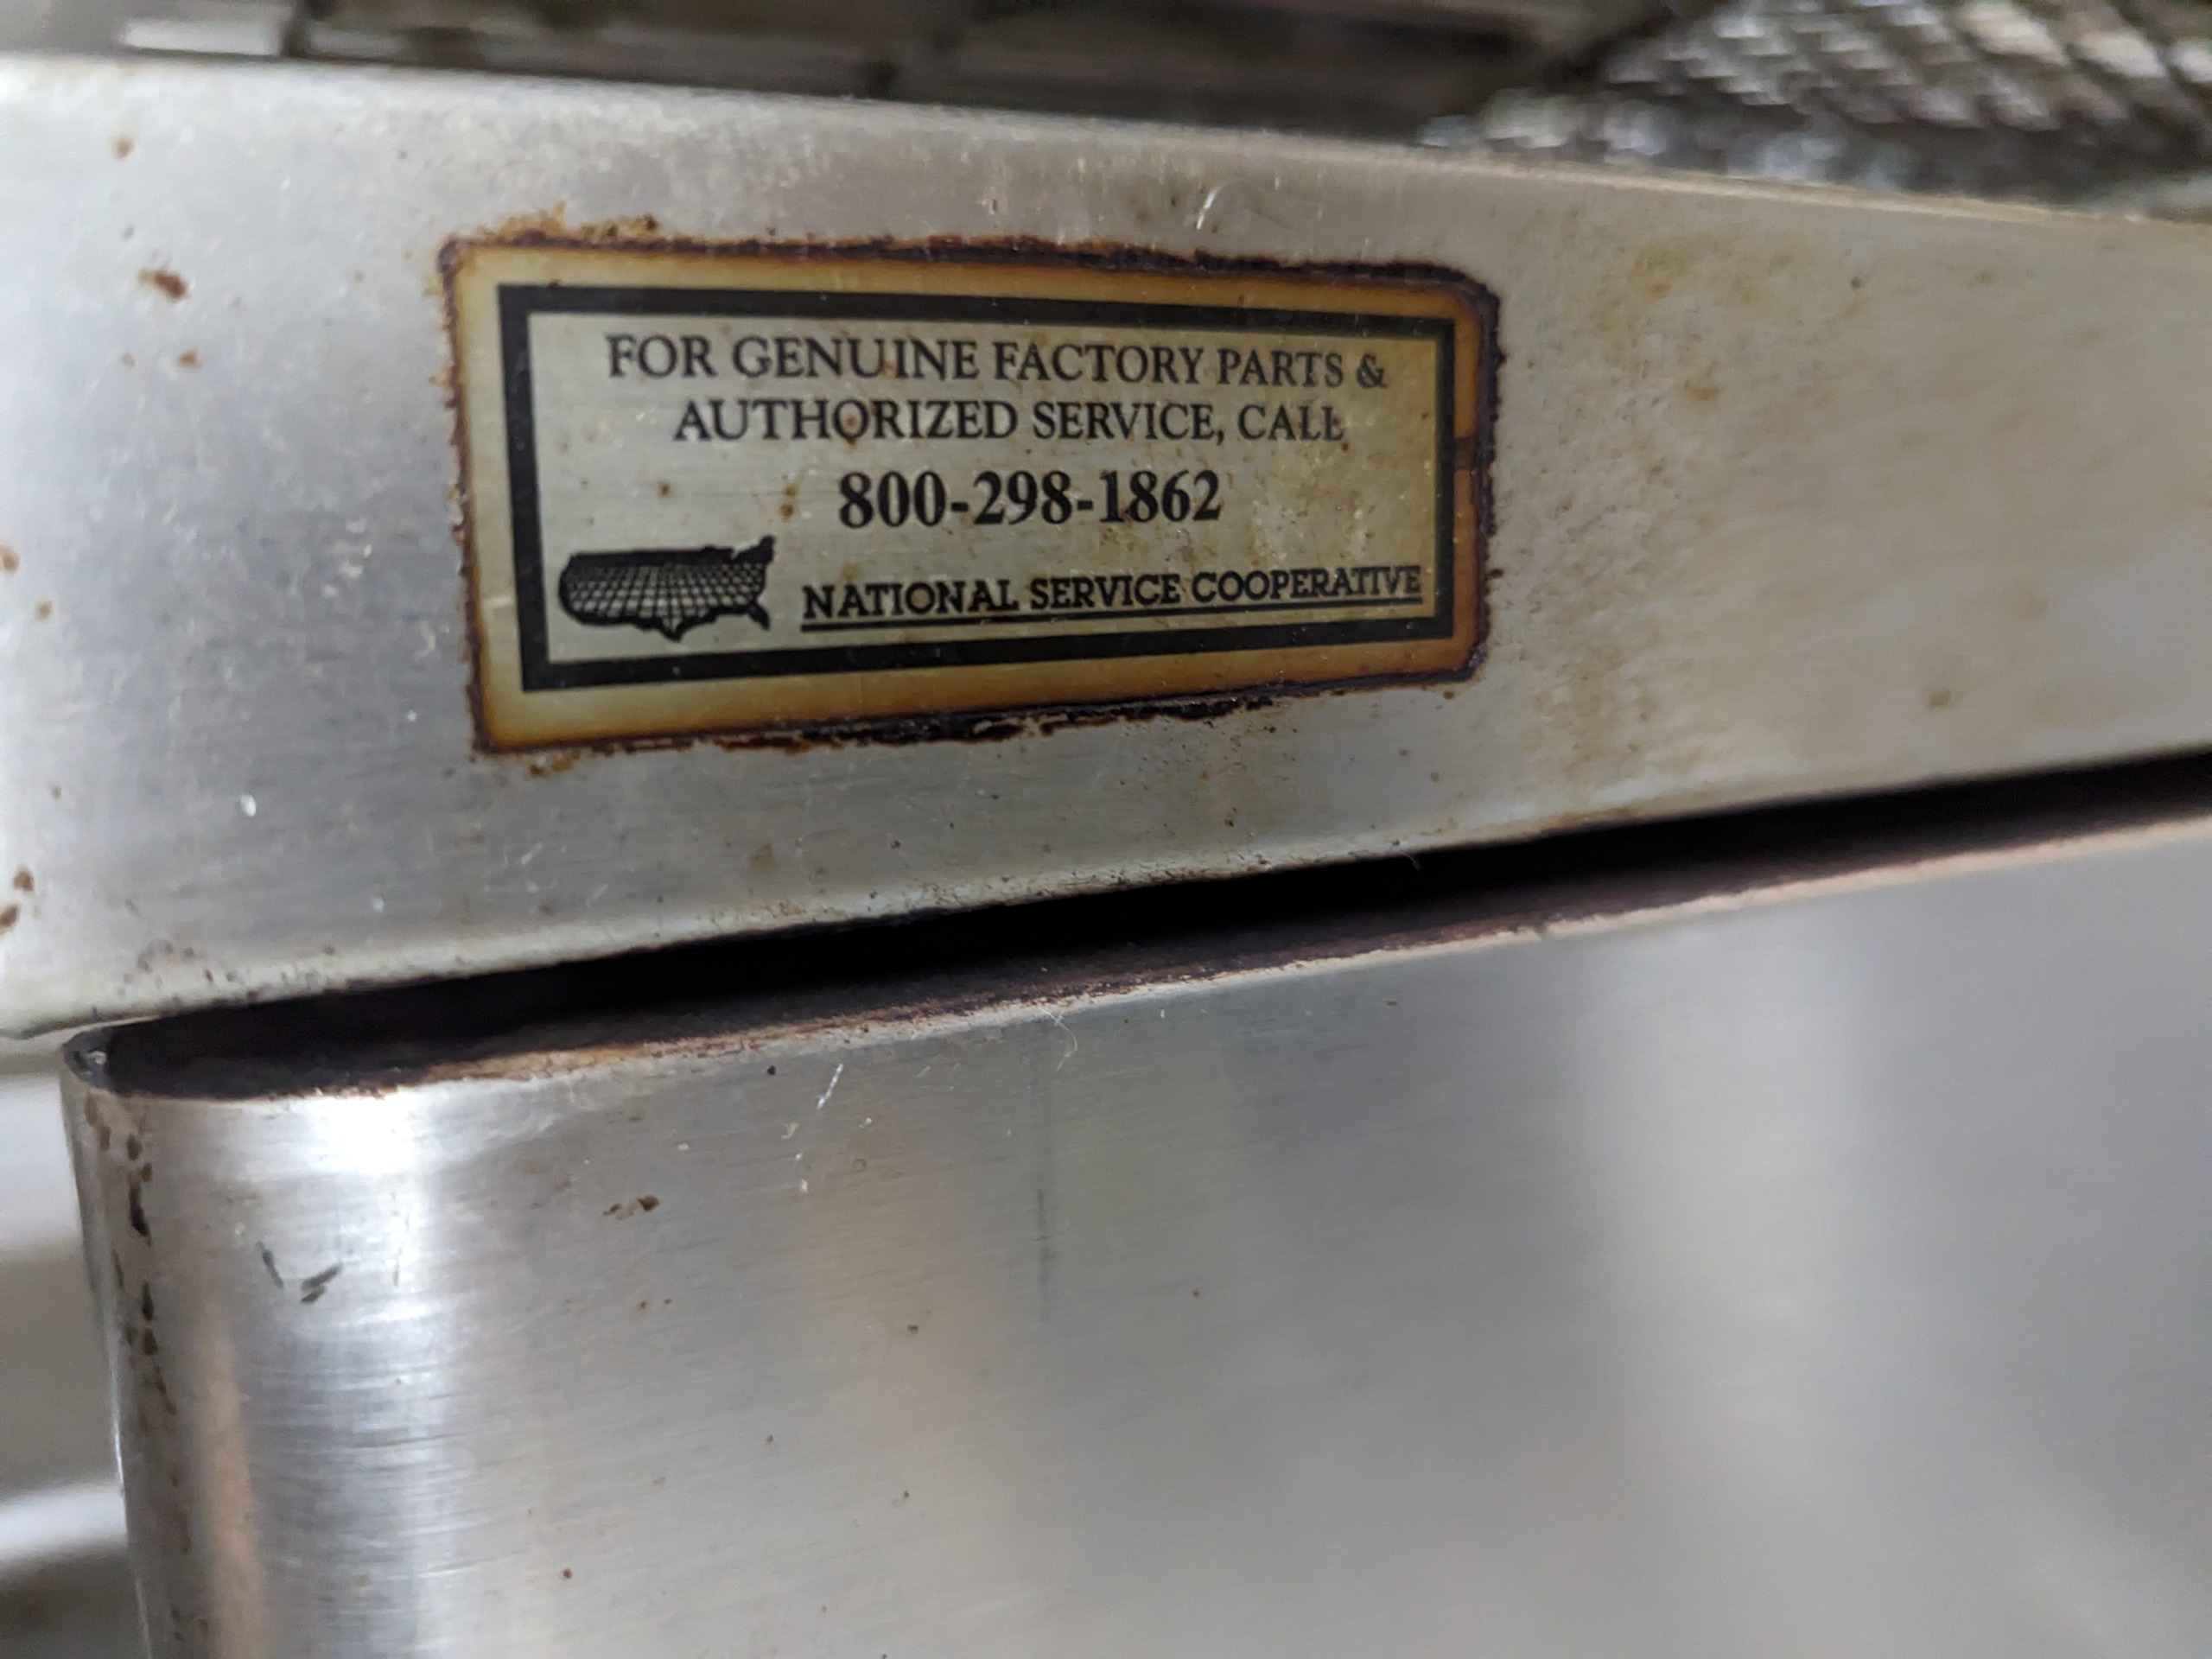 FOR GENUINE FACTORY PARTS &
AUTHORIZED SERVICE, CALL
800-298-1862
NATIONAL SERVICE COOPERATIVE